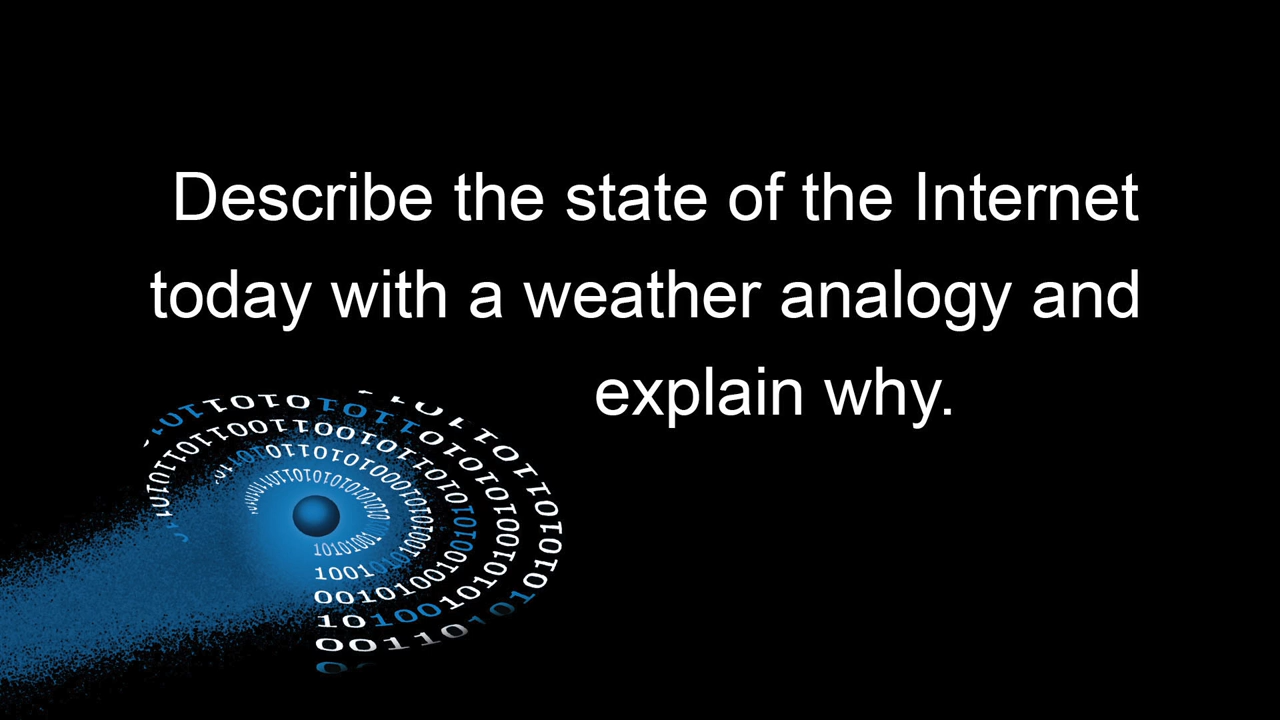 Describe the state of the Internet
today with a weather analogy and
explain why.